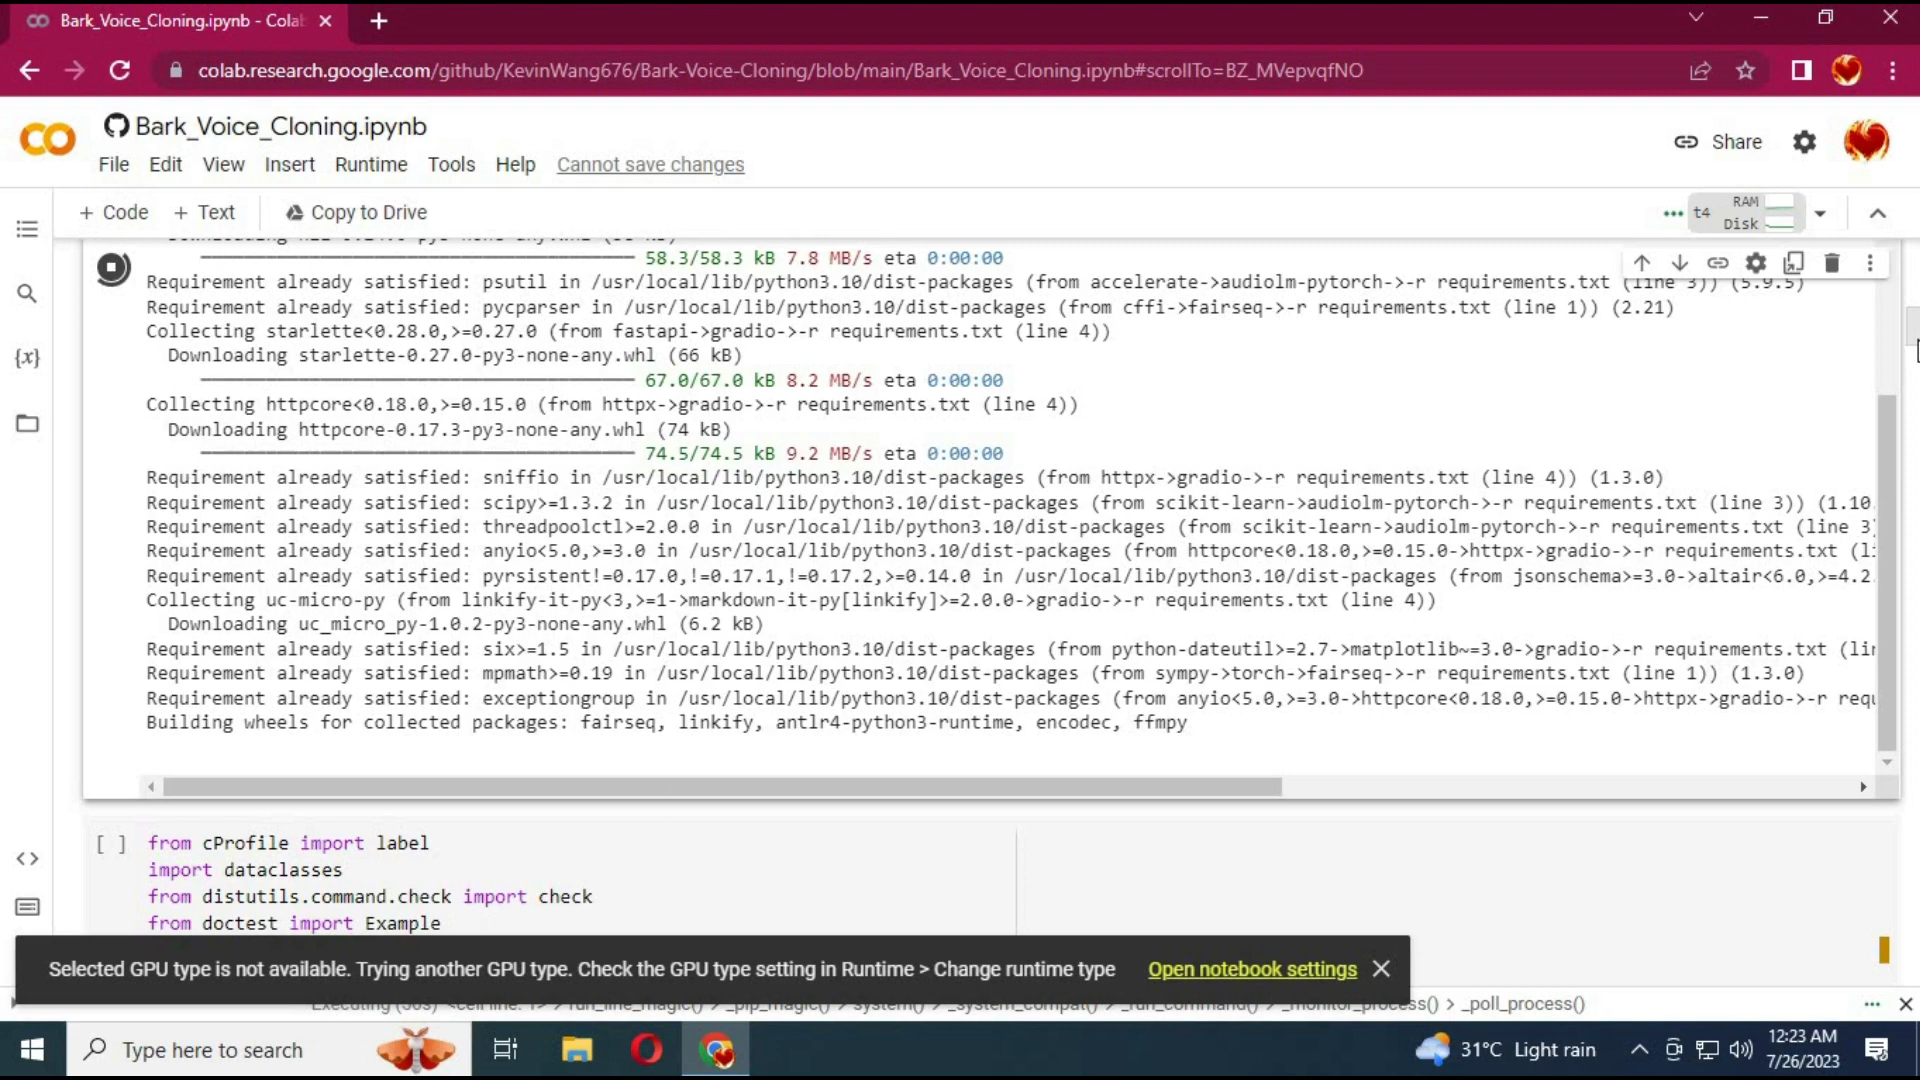 Bark_Voice_Cloning.ipynb - Cola
colab.research.google.com/github/KevinWang676/Bark-Voice-Cloning/blob/main/Bark_Voice_Cloning.ipynb#scrollTo=BZ_MVepvqfNO
Bark_Voice_Cloning.ipynb
Share
File Edit View Insert Runtime Tools Help Cannot save changes
+ Code + Text Copy to Drive
t4 RAM
Disk
58.3/58.3 kB 7.8 MB/s eta 0:00:00
Requirement already satisfied: psutil in /usr/local/lib/python3.10/dist-packages (from accelerate->audiolm-pytorch->-r requirements.txt (line 3)) (5.9.5)
Requirement already satisfied: pycparser in /usr/local/lib/python3.10/dist-packages (from cffi->fairseq->-r requirements.txt (line 1)) (2.21)
Collecting starlette<0.28.0,>=0.27.0 (from fastapi->gradio->-r requirements.txt (line 4))
Downloading starlette-0.27.0-py3-none-any.whl (66 kB)
67.0/67.0 kB 8.2 MB/s eta 0:00:00
Collecting httpcore<0.18.0,>=0.15.0 (from httpx->gradio->-r requirements.txt (line 4))
Downloading httpcore-0.17.3-py3-none-any.whl (74 kB)
74.5/74.5 kB 9.2 MB/s eta 0:00:00
Requirement already satisfied: sniffio in /usr/local/lib/python3.10/dist-packages (from httpx->gradio->-r requirements.txt (line 4)) (1.3.0)
Requirement already satisfied: scipy>=1.3.2 in /usr/local/lib/python3.10/dist-packages (from scikit-learn->audiolm-pytorch->-r requirements.txt (line 3)) (1.10
Requirement already satisfied: threadpoolctl>=2.0.0 in /usr/local/lib/python3.10/dist-packages (from scikit-learn->audiolm-pytorch->-r requirements.txt (line 3)
Requirement already satisfied: anyio<5.0,>=3.0 in /usr/local/lib/python3.10/dist-packages (from httpcore<0.18.0,>=0.15.0->httpx->gradio->-r requirements.txt (li
Requirement already satisfied: pyrsistent!=0.17.0,!=0.17.1,!=0.17.2,>=0.14.0 in /usr/local/lib/python3.10/dist-packages (from jsonschema>=3.0->altair<6.0,>=4.2.
Collecting uc-micro-py (from linkify-it-py<3,>=1->markdown-it-py[linkify]>=2.0.0->gradio->-r requirements.txt (line 4))
Downloading uc_micro_py-1.0.2-py3-none-any.whl (6.2 kB)
Requirement already satisfied: six>=1.5 in /usr/local/lib/python3.10/dist-packages (from python-dateutil>=2.7->matplotlib~=3.0->gradio->-r requirements.txt (lin
Requirement already satisfied: mpmath>=0.19 in /usr/local/lib/python3.10/dist-packages (from sympy->torch->fairseq->-r requirements.txt (line 1)) (1.3.0)
Requirement already satisfied: exceptiongroup in /usr/local/lib/python3.10/dist-packages (from anyio<5.0,>=3.0->httpcore<0.18.0,>=0.15.0->httpx->gradio->-r requ
Building wheels for collected packages: fairseq, linkify, antlr4-python3-runtime, encodec, ffmpy
[ ] from cProfile import label
import dataclasses
from distutils.command.check import check
from doctest import Example
Selected GPU type is not available. Trying another GPU type. Check the GPU type setting in Runtime > Change runtime type Open notebook settings
_poll_process()
Type here to search
31°C Light rain
12:23 AM
7/26/2023